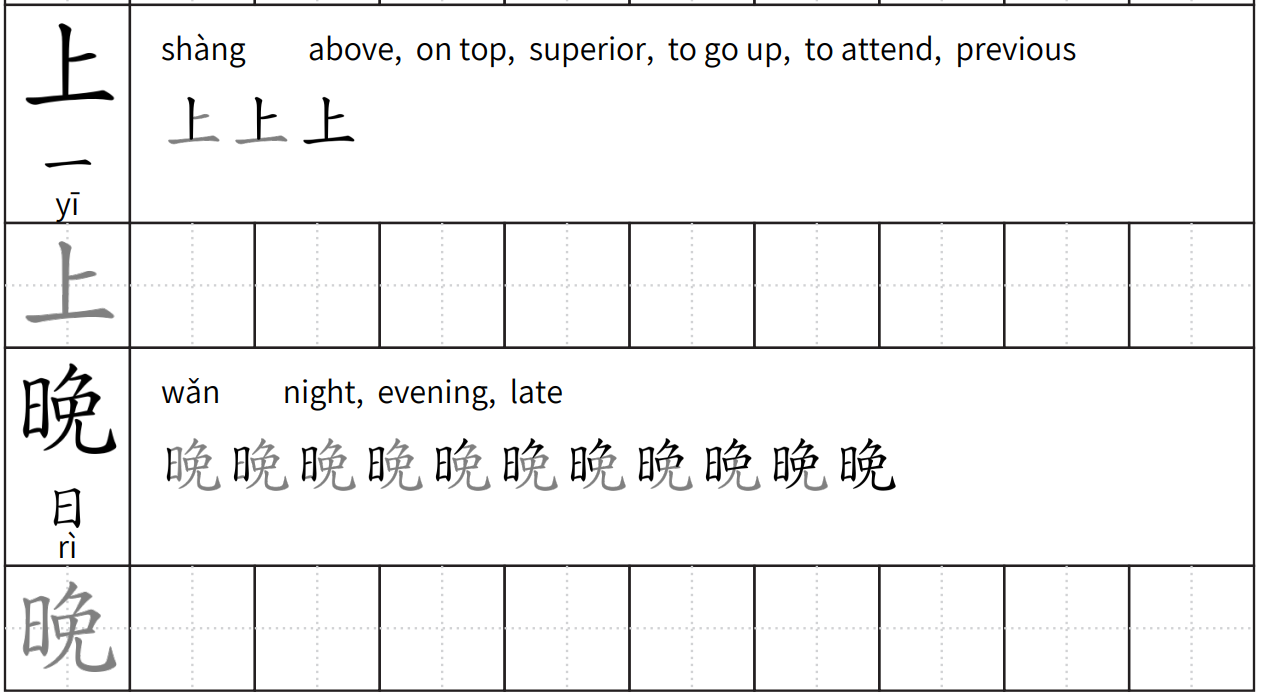 上 shàng above, on top, superior, to go up, to attend, previous
上 上 上
一
yī
上
晚 wǎn night, evening, late
晚 晚 晚 晚 晚 晚 晚 晚 晚 晚 晚
日
rì
晚